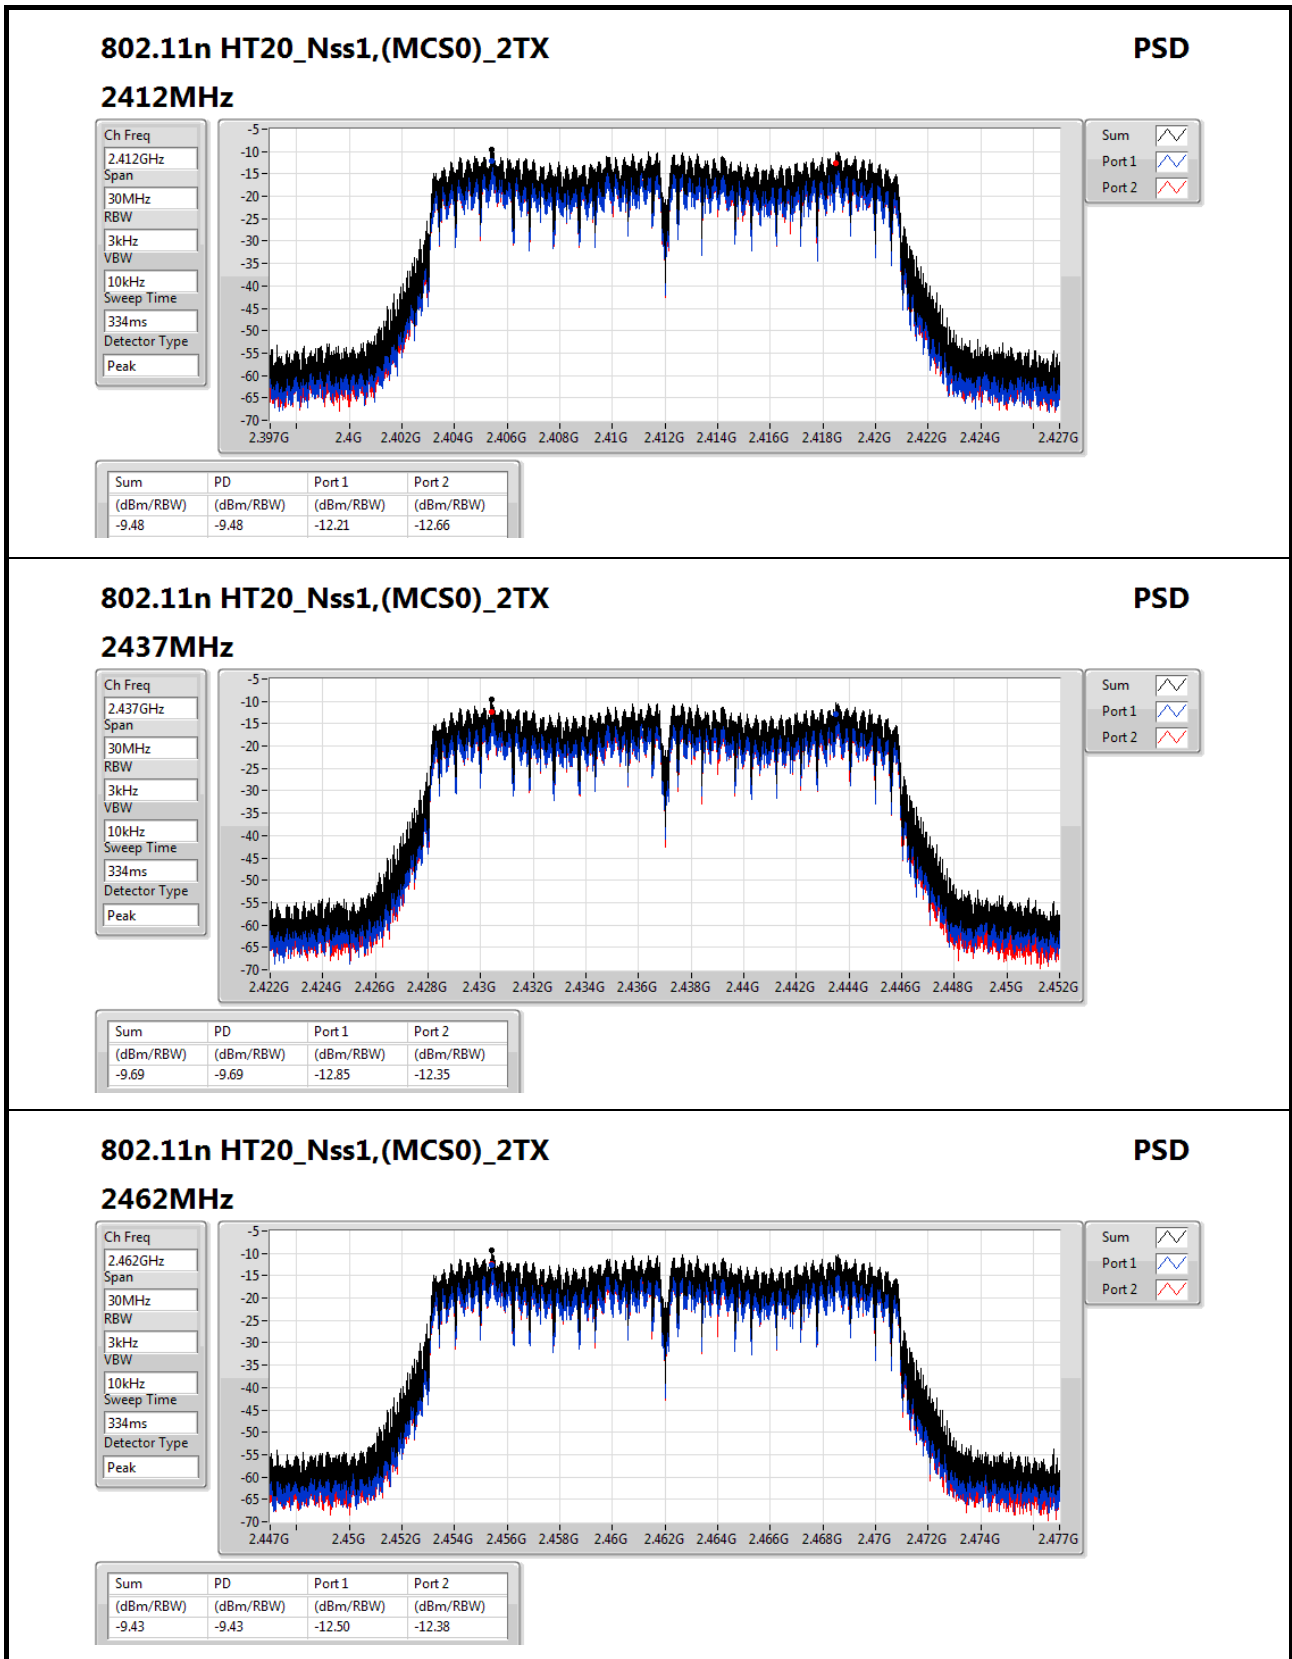 802.11n HT20_Nss1,(MCS0)_2TX PSD
2412MHz
Ch Freq
2.412GHz
Span
30MHz
RBW
3kHz
VBW
10kHz
Sweep Time
334ms
Detector Type
Peak
-5
-10
-15
-20
-25
-30
-35
-40
-45
-50
-55
-60
-65
-70
2.397G 2.4G 2.402G 2.404G 2.406G 2.408G 2.41G 2.412G 2.414G 2.416G 2.418G 2.42G 2.422G 2.424G 2.427G
Sum
Port 1
Port 2
Sum PD Port 1 Port 2
(dBm/RBW) (dBm/RBW) (dBm/RBW) (dBm/RBW)
-9.48 -9.48 -12.21 -12.66
802.11n HT20_Nss1,(MCS0)_2TX PSD
2437MHz
Ch Freq
2.437GHz
Span
30MHz
RBW
3kHz
VBW
10kHz
Sweep Time
334ms
Detector Type
Peak
-5
-10
-15
-20
-25
-30
-35
-40
-45
-50
-55
-60
-65
-70
2.422G 2.424G 2.426G 2.428G 2.43G 2.432G 2.434G 2.436G 2.438G 2.44G 2.442G 2.444G 2.446G 2.448G 2.45G 2.452G
Sum
Port 1
Port 2
Sum PD Port 1 Port 2
(dBm/RBW) (dBm/RBW) (dBm/RBW) (dBm/RBW)
-9.69 -9.69 -12.85 -12.35
802.11n HT20_Nss1,(MCS0)_2TX PSD
2462MHz
Ch Freq
2.462GHz
Span
30MHz
RBW
3kHz
VBW
10kHz
Sweep Time
334ms
Detector Type
Peak
-5
-10
-15
-20
-25
-30
-35
-40
-45
-50
-55
-60
-65
-70
2.447G 2.45G 2.452G 2.454G 2.456G 2.458G 2.46G 2.462G 2.464G 2.466G 2.468G 2.47G 2.472G 2.474G 2.477G
Sum
Port 1
Port 2
Sum PD Port 1 Port 2
(dBm/RBW) (dBm/RBW) (dBm/RBW) (dBm/RBW)
-9.43 -9.43 -12.50 -12.38